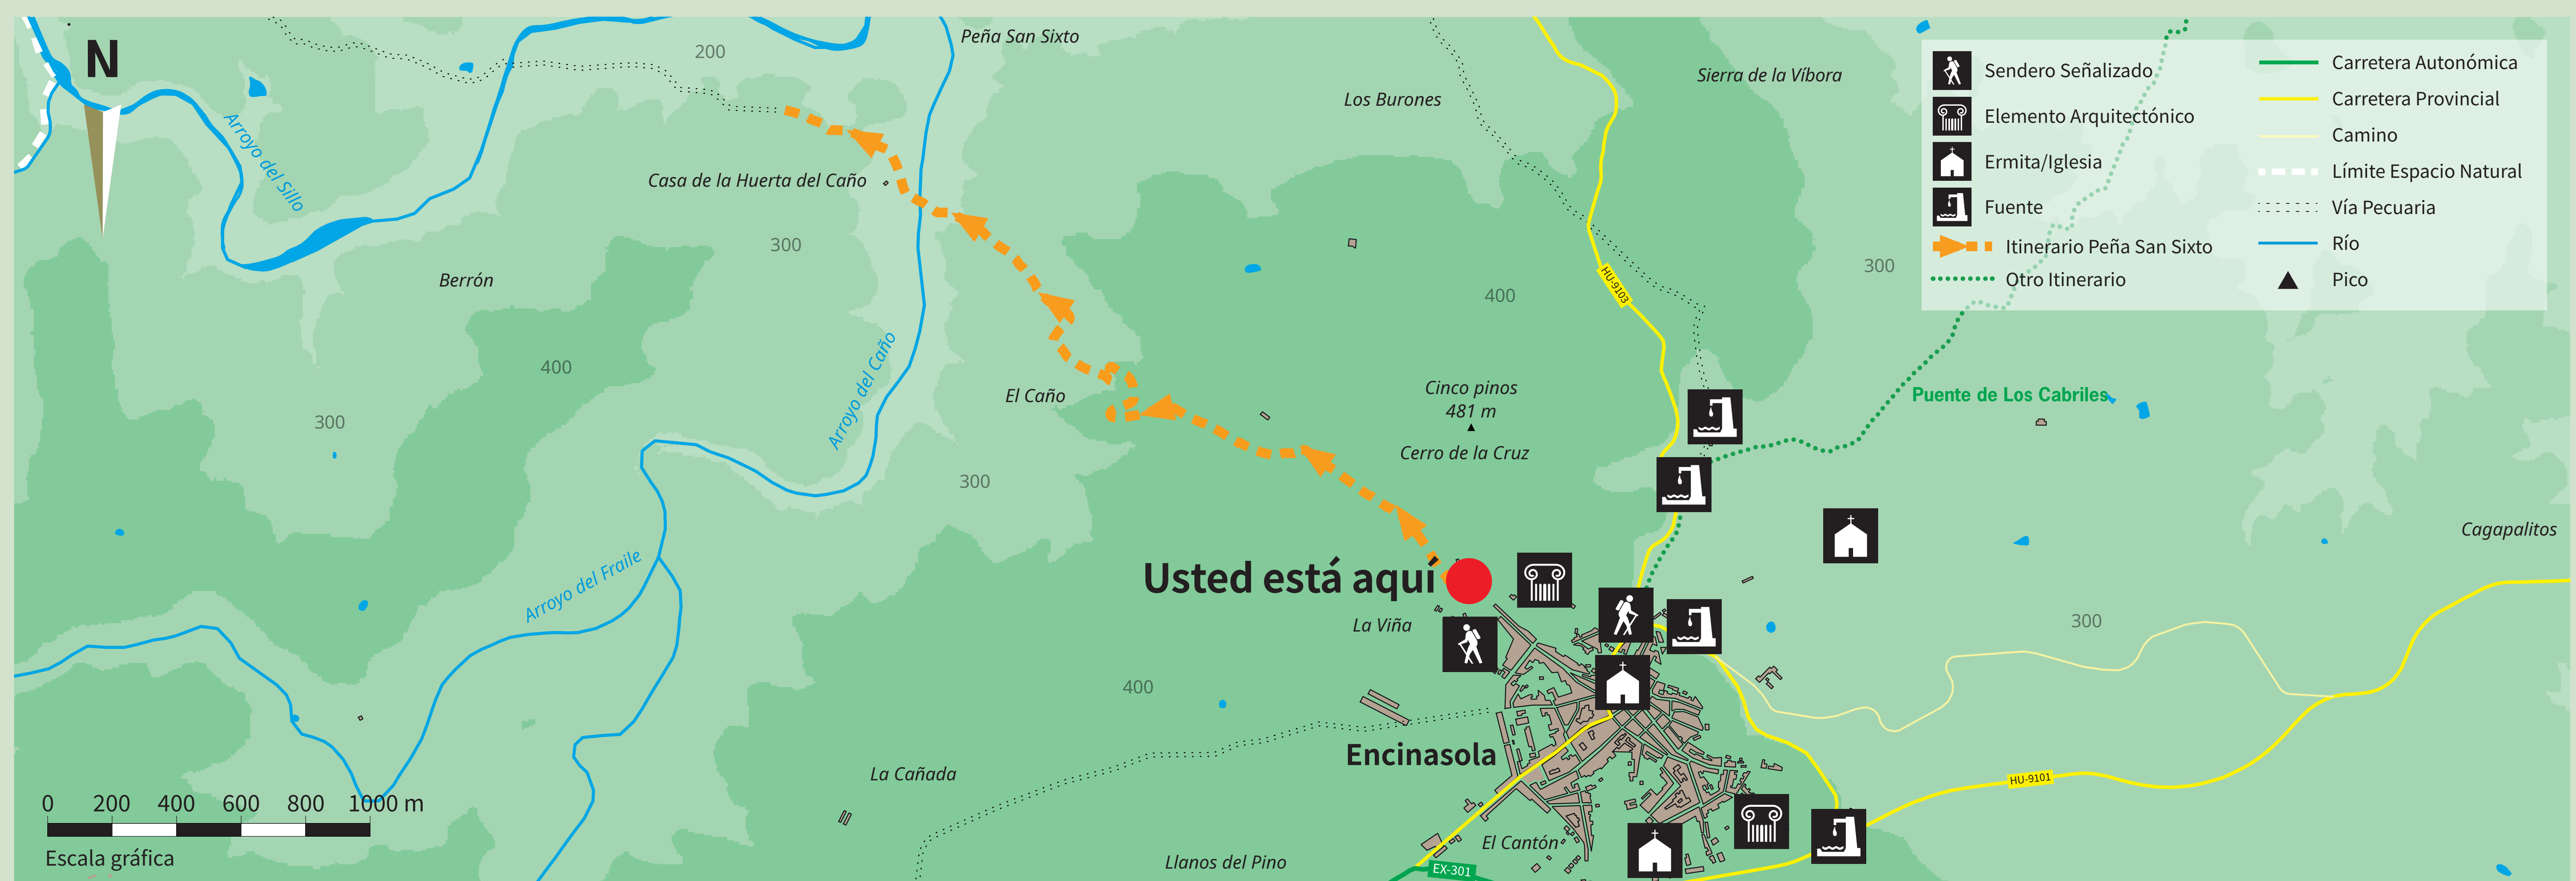 N
200
Peña San Sixto
Los Burones
Sierra de la Víbora
Arroyo del Sillo
Casa de la Huerta del Caño
300
Berrón
400
300
Arroyo del Caño
El Caño
300
HU-9103
400
300
Cinco pinos
481 m
Cerro de la Cruz
Puente de Los Cabriles
Cagapalitos
Usted está aquí
La Viña
Arroyo del Fraile
400
300
Encinasola
La Cañada
HU-9101
El Cantón
Llanos del Pino
EX-301
0 200 400 600 800 1000 m
Escala gráfica
Sendero Señalizado
Elemento Arquitectónico
Ermita/Iglesia
Fuente
Itinerario Peña San Sixto
Otro Itinerario
Carretera Autonómica
Carretera Provincial
Camino
Límite Espacio Natural
Vía Pecuaria
Río
Pico